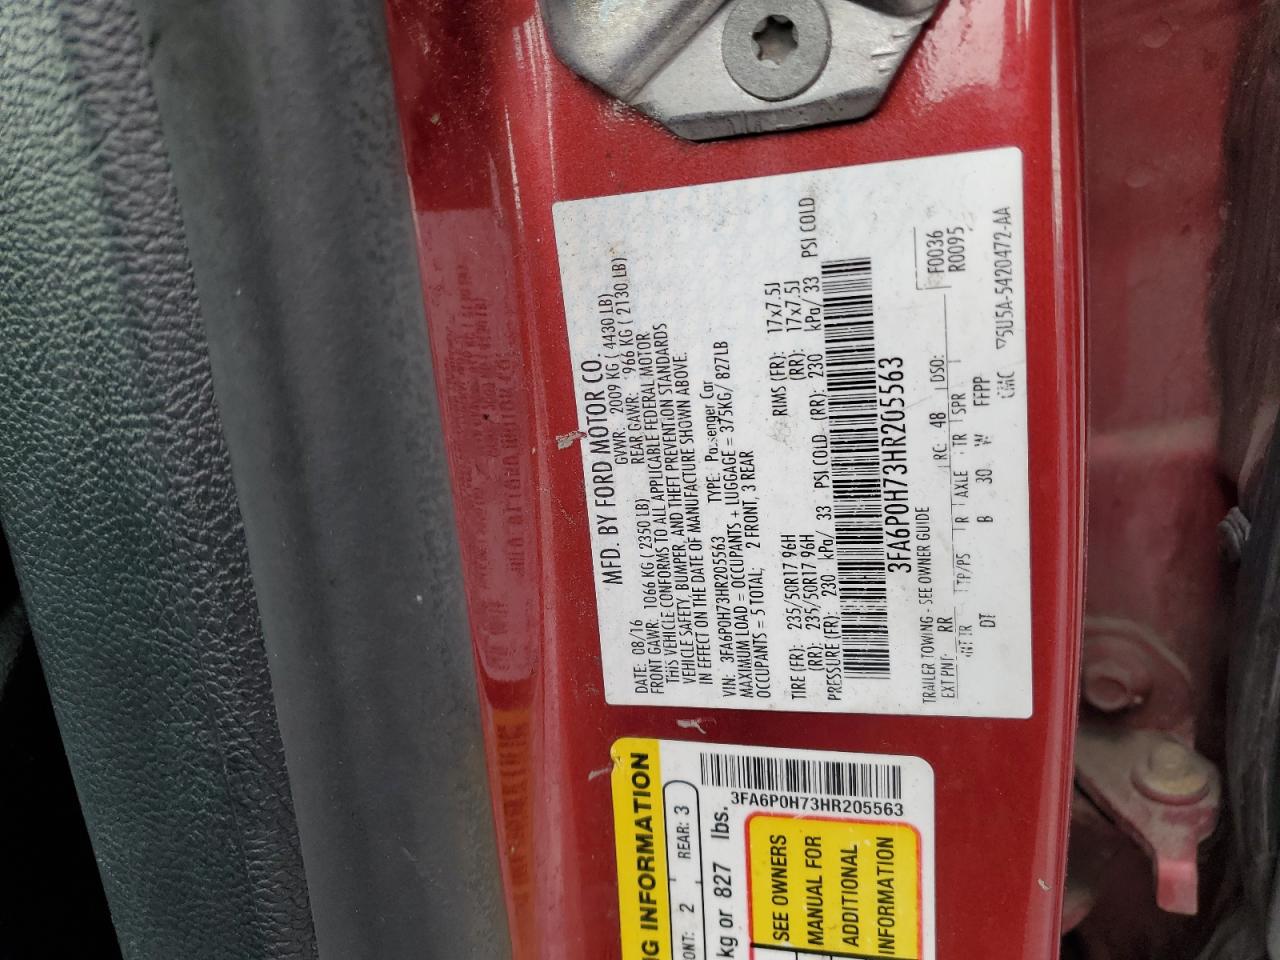 MFD. BY FORD MOTOR CO.
DATE: 08/16 GVWR: 2009 KG ( 4430 LB)
FRONT GAWR: 1066 KG ( 2350 LB) REAR GAWR: 966 KG ( 2130 LB)
THIS VEHICLE CONFORMS TO ALL APPLICABLE FEDERAL MOTOR
VEHICLE SAFETY, BUMPER, AND THEFT PREVENTION STANDARDS
IN EFFECT ON THE DATE OF MANUFACTURE SHOWN ABOVE.
VIN: 3FA6P0H73HR205563 TYPE: Passenger Car
MAXIMUM LOAD = OCCUPANTS + LUGGAGE = 375KG/ 827LB
OCCUPANTS = 5 TOTAL; 2 FRONT, 3 REAR
TIRE (FR): 235/50R17 96H RIMS (FR): 17x7.5J
(RR): 235/50R17 96H (RR): 17x7.5J
PRESSURE (FR): 230 kPa/ 33 PSI COLD (RR): 230 kPa/ 33 PSI COLD
3FA6P0H73HR205563
TRAILER TOWING - SEE OWNER GUIDE
F0036
R0095
EXT PNT: RR RC: 48 DSO:
INT TR TP/PS R AXLE TR SPR
DT B 30 W FFPP
5U5A-5420472-AA
G INFORMATION
ONT: 2 REAR: 3
kg or 827 lbs.
3FA6P0H73HR205563
SEE OWNERS
MANUAL FOR
ADDITIONAL
INFORMATION